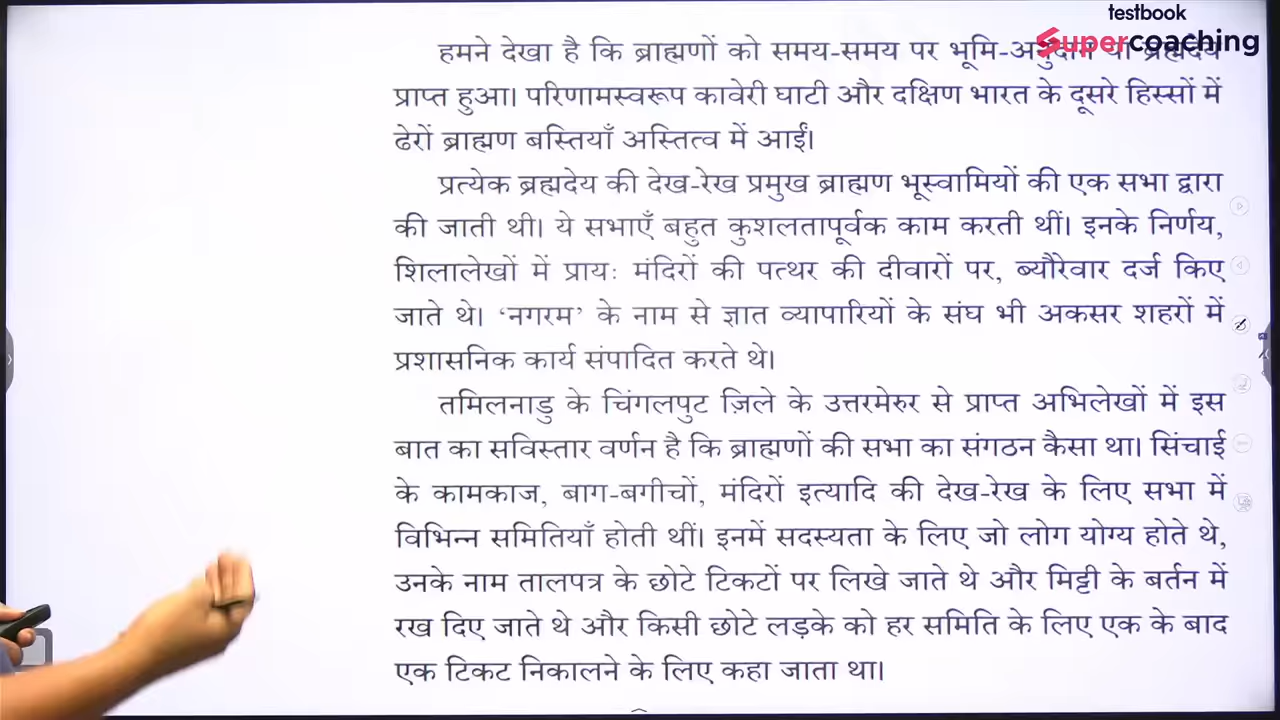 testbook
Supercoaching
हमने देखा है कि ब्राह्मणों को समय-समय पर भूमि-अनुदान या ब्रह्मदेय
प्राप्त हुआ। परिणामस्वरूप कावेरी घाटी और दक्षिण भारत के दूसरे हिस्सों में
ढेरों ब्राह्मण बस्तियाँ अस्तित्व में आईं।
प्रत्येक ब्रह्मदेय की देख-रेख प्रमुख ब्राह्मण भूस्वामियों की एक सभा द्वारा
की जाती थी। ये सभाएँ बहुत कुशलतापूर्वक काम करती थीं। इनके निर्णय,
शिलालेखों में प्रायः मंदिरों की पत्थर की दीवारों पर, ब्यौरेवार दर्ज किए
जाते थे। ‘नगरम’ के नाम से ज्ञात व्यापारियों के संघ भी अकसर शहरों में
प्रशासनिक कार्य संपादित करते थे।
तमिलनाडु के चिंगलपुट ज़िले के उत्तरमेरुर से प्राप्त अभिलेखों में इस
बात का सविस्तार वर्णन है कि ब्राह्मणों की सभा का संगठन कैसा था। सिंचाई
के कामकाज, बाग-बगीचों, मंदिरों इत्यादि की देख-रेख के लिए सभा में
विभिन्न समितियाँ होती थीं। इनमें सदस्यता के लिए जो लोग योग्य होते थे,
उनके नाम तालपत्र के छोटे टिकटों पर लिखे जाते थे और मिट्टी के बर्तन में
रख दिए जाते थे और किसी छोटे लड़के को हर समिति के लिए एक के बाद
एक टिकट निकालने के लिए कहा जाता था।